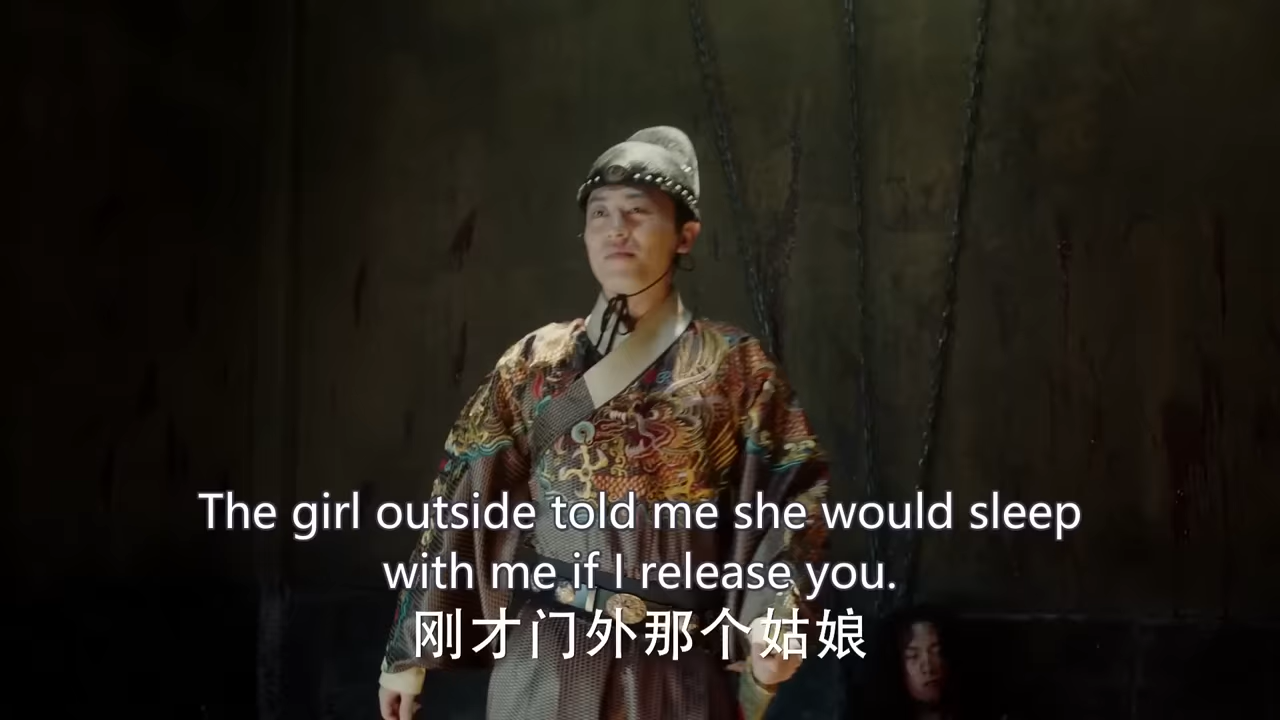 The girl outside told me she would sleep
with me if I release you.
刚才门外那个姑娘